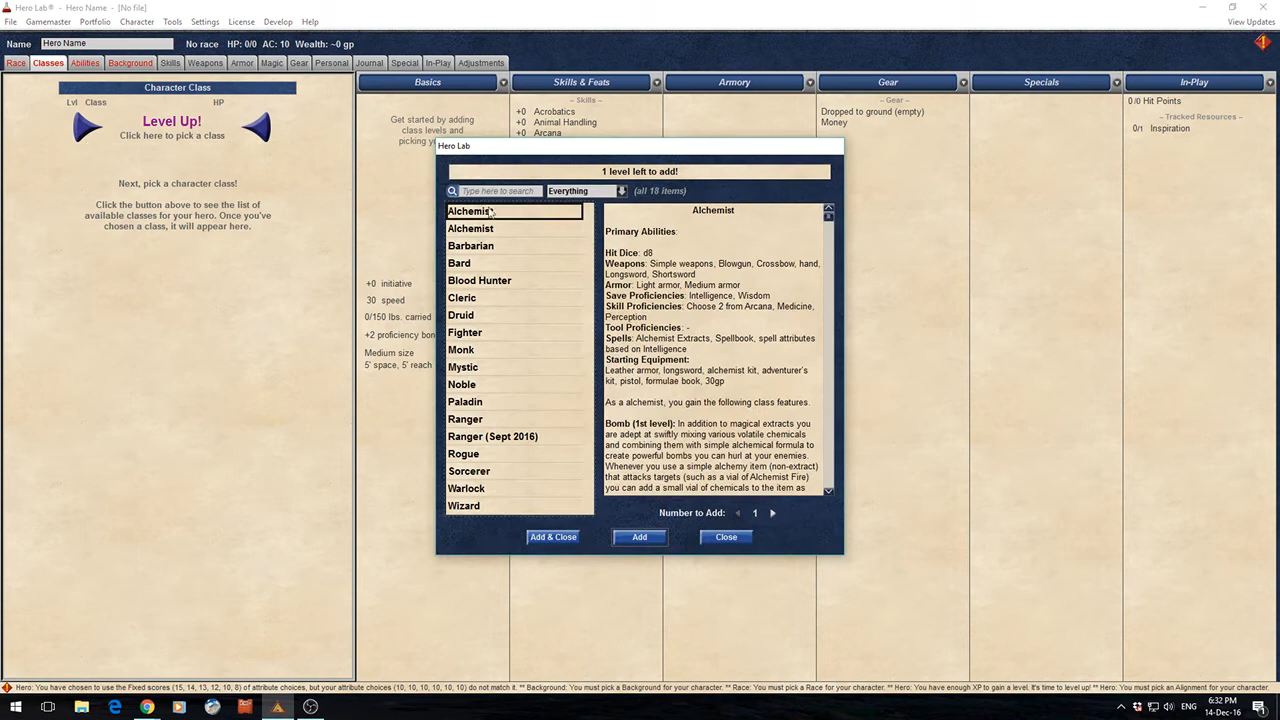 Hero Lab® - Hero Name - [No file]
File Gamemaster Portfolio Character Tools Settings License Develop Help
View Updates
Name Hero Name No race HP: 0/0 AC: 10 Wealth: ~0 gp
Race Classes Abilities Background Skills Weapons Armor Magic Gear Personal Journal Special In-Play Adjustments
Character Class
Lvl Class HP
Level Up!
Click here to pick a class
Next, pick a character class!
Click the button above to see the list of
available classes for your hero. Once you've
chosen a class, it will appear here.
Basics
Get started by adding
class levels and
picking
+0 initiative
30 speed
0/150 lbs. carried
+2 proficiency bon
Medium size
5' space, 5' reach
Skills & Feats
– Skills –
+0 Acrobatics
+0 Animal Handling
+0 Arcana
Armory
Gear
– Gear –
Dropped to ground (empty)
Money
Specials
In-Play
0/0 Hit Points
– Tracked Resources –
0/1 Inspiration
Hero Lab
1 level left to add!
Type here to search Everything (all 18 items)
Alchemist
Alchemist
Barbarian
Bard
Blood Hunter
Cleric
Druid
Fighter
Monk
Mystic
Noble
Paladin
Ranger
Ranger (Sept 2016)
Rogue
Sorcerer
Warlock
Wizard
Alchemist
Primary Abilities:
Hit Dice: d8
Weapons: Simple weapons, Blowgun, Crossbow, hand,
Longsword, Shortsword
Armor: Light armor, Medium armor
Save Proficiencies: Intelligence, Wisdom
Skill Proficiencies: Choose 2 from Arcana, Medicine,
Perception
Tool Proficiencies: -
Spells: Alchemist Extracts, Spellbook, spell attributes
based on Intelligence
Starting Equipment:
Leather armor, longsword, alchemist kit, adventurer's
kit, pistol, formulae book, 30gp
As a alchemist, you gain the following class features.
Bomb (1st level): In addition to magical extracts you
are adept at swiftly mixing various volatile chemicals
and combining them with simple alchemical formula to
create powerful bombs you can hurl at your enemies.
Whenever you use a simple alchemy item (non-extract)
that attacks targets (such as a vial of Alchemist Fire)
you can add a small vial of chemicals to the item as
Number to Add: 1
Add & Close Add Close
Hero: You have chosen to use the Fixed scores (15, 14, 13, 12, 10, 8) of attribute choices, but your attribute choices (10, 10, 10, 10, 10, 10) do not match it. ** Background: You must pick a Background for your character. ** Race: You must pick a Race for your character. ** Hero: You have enough XP to gain a level. It's time to level up! ** Hero: You must pick an Alignment for your character.
6:32 PM
14-Dec-16